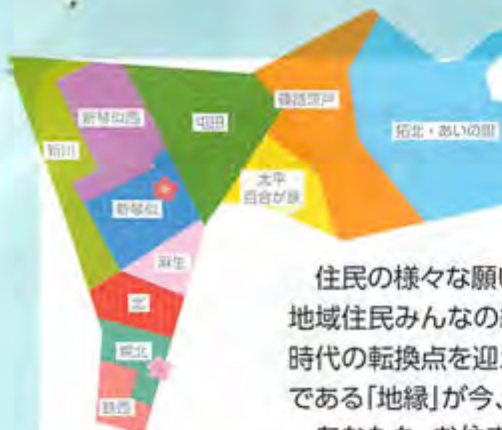 新琴似西
屯田
篠路茨戸
拓北・あいの里
新川
太平
百合が原
新琴似
麻生
北
幌北
鉄西
住民の様々な願い
地域住民みんなの
時代の転換点を迎え
である「地縁」が今、